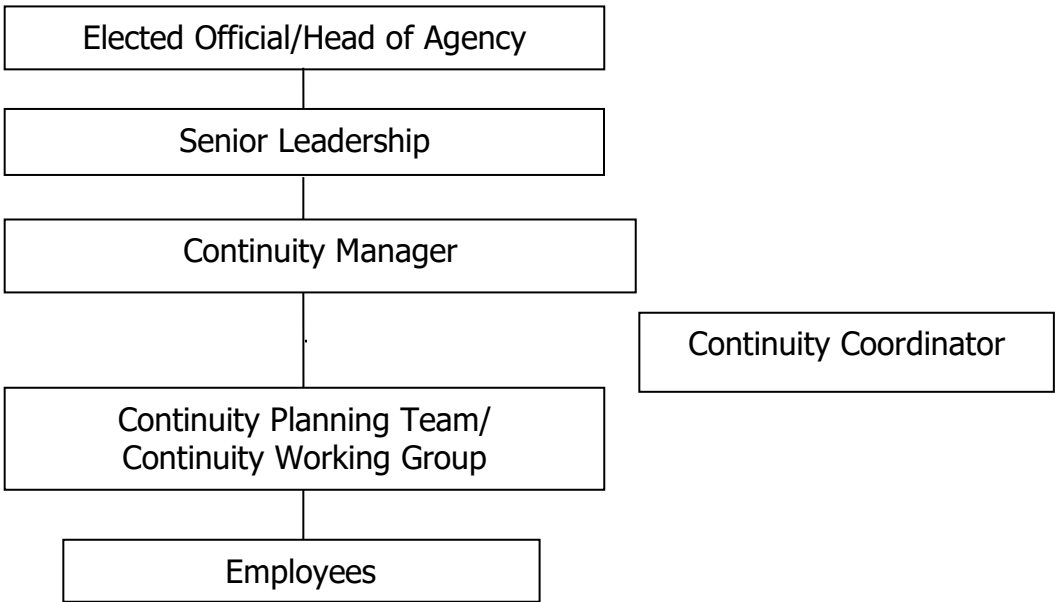 Elected Official/Head of Agency
Senior Leadership
Continuity Manager
Continuity Coordinator
Continuity Planning Team/
Continuity Working Group
Employees